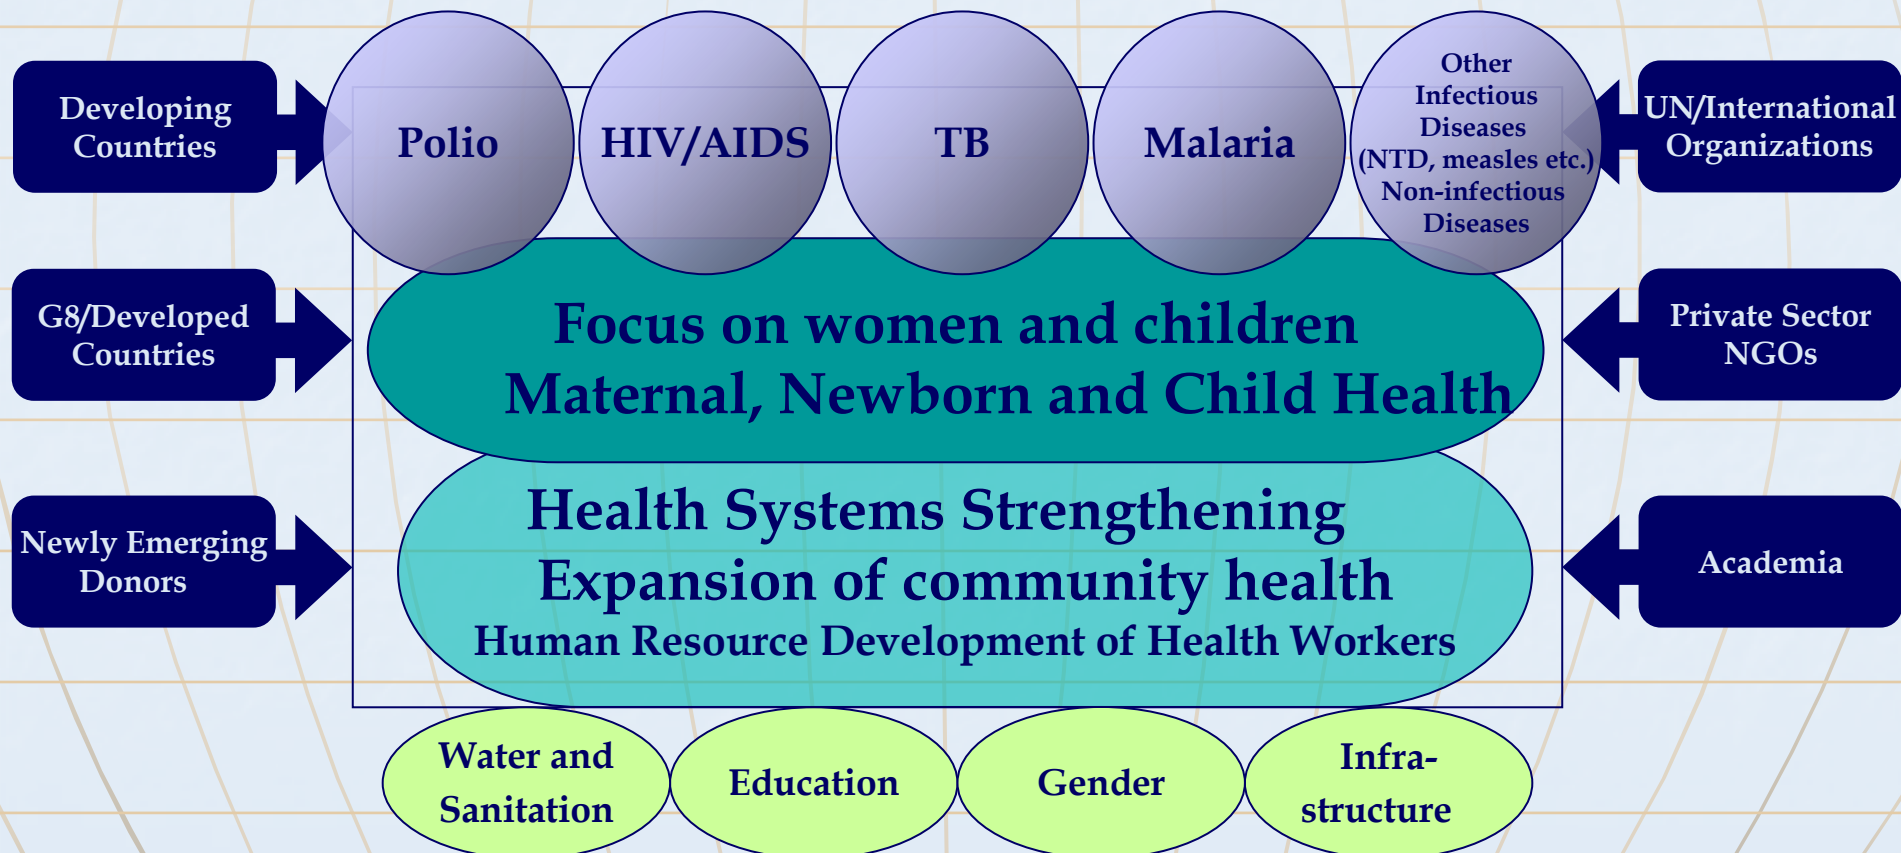 Developing
Countries
Polio
HIV/AIDS
TB
Malaria
Other
Infectious
Diseases
(NTD, measles etc.)
Non-infectious
Diseases
UN/International
Organizations
G8/Developed
Countries
Focus on women and children
Maternal, Newborn and Child Health
Private Sector
NGOs
Newly Emerging
Donors
Health Systems Strengthening
Expansion of community health
Human Resource Development of Health Workers
Academia
Water and
Sanitation
Education
Gender
Infra-
structure